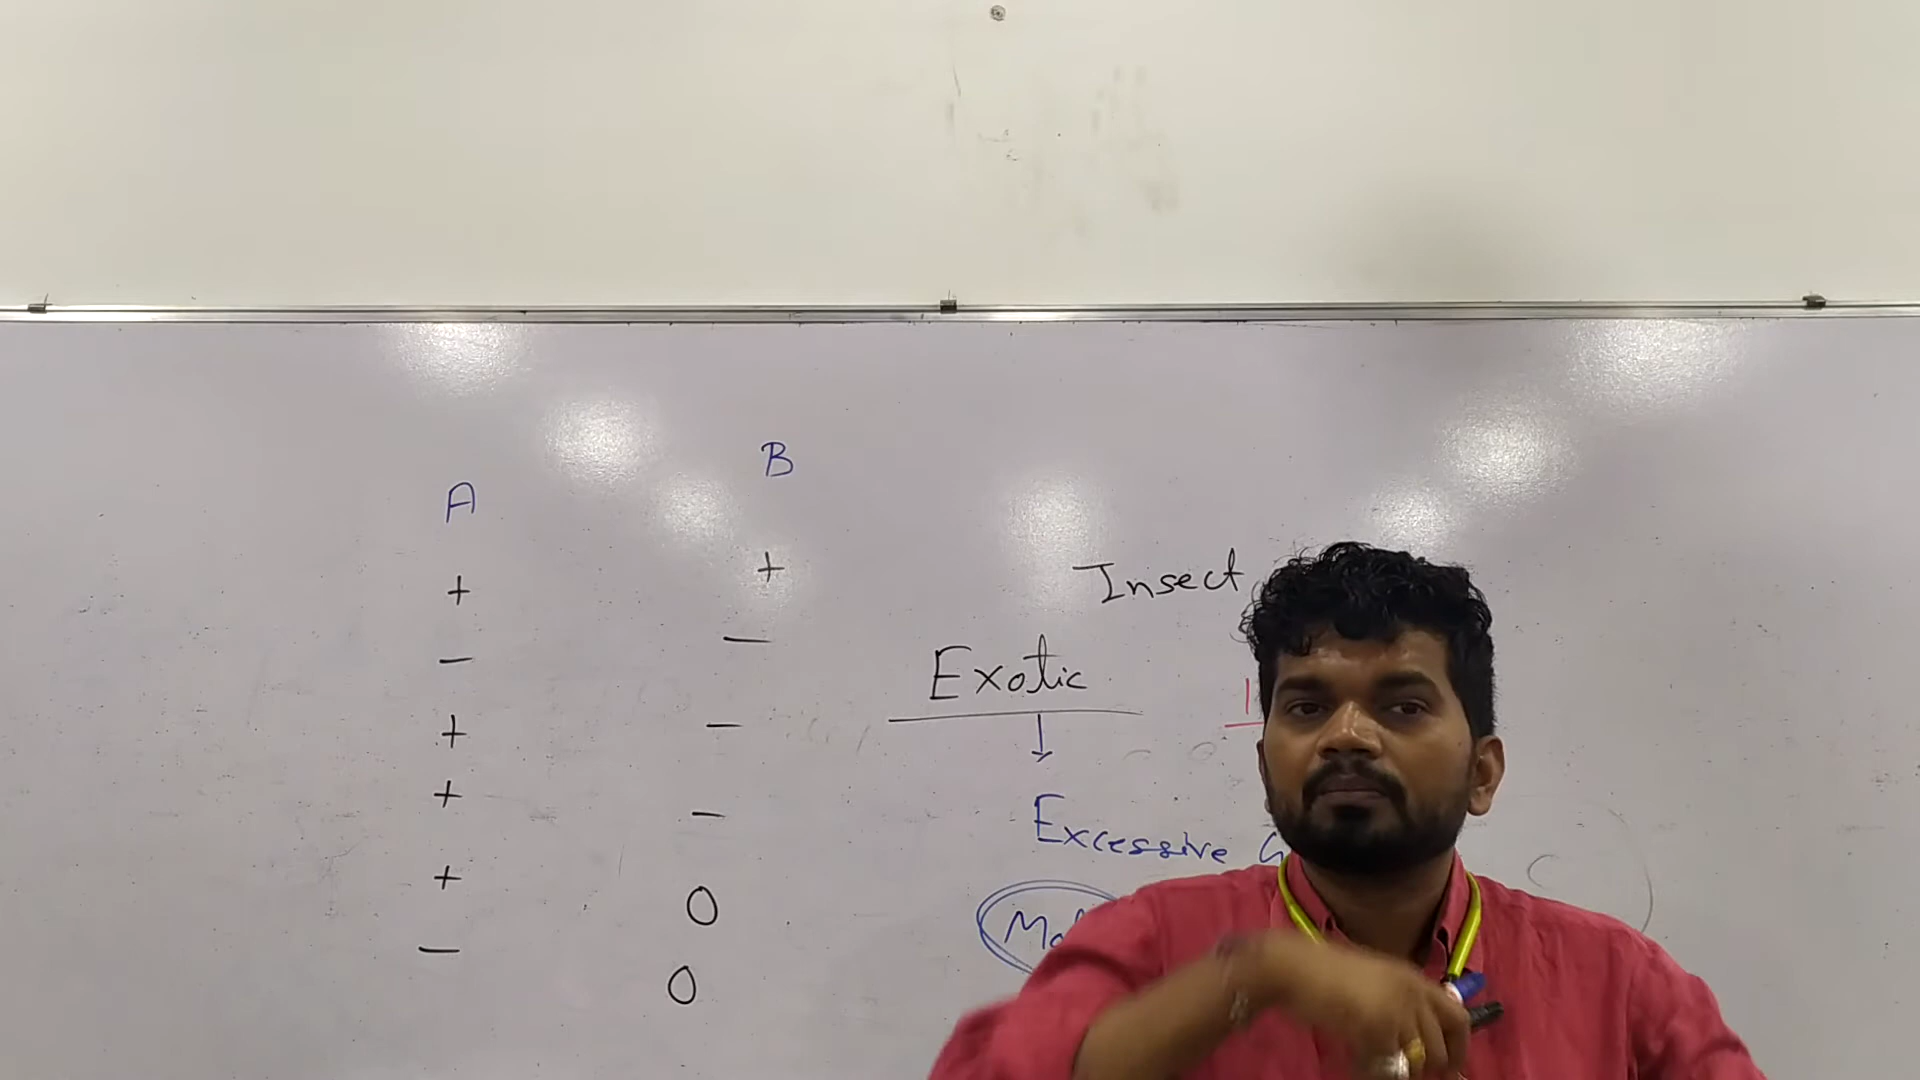 A B
+ +
- -
+ -
+ -
+ 0
- 0
Insect
Exotic
Excessive